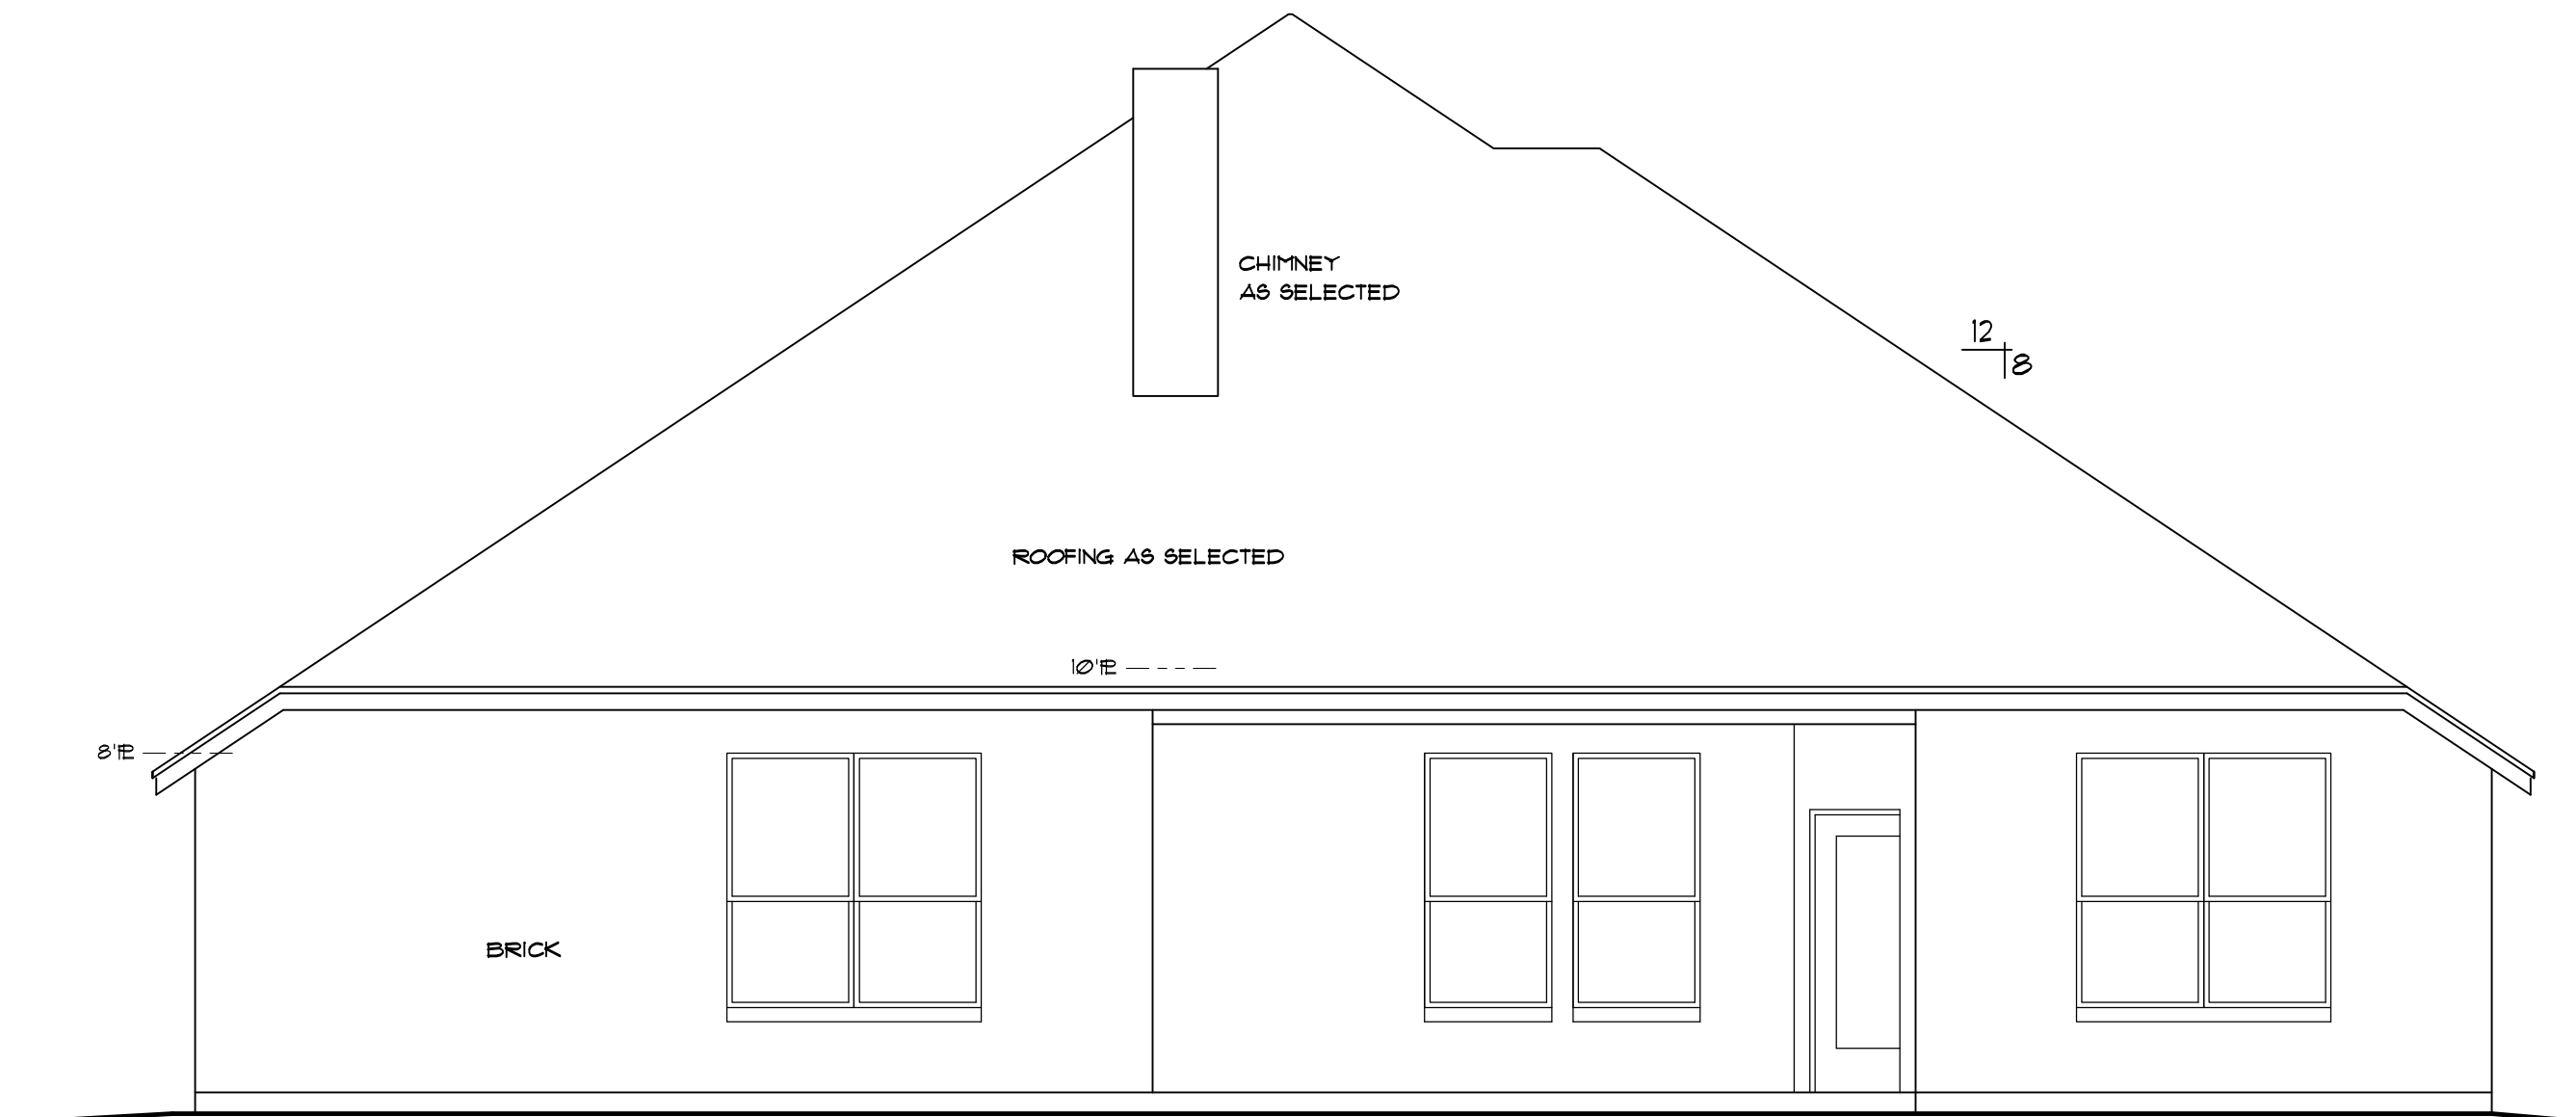 CHIMNEY
AS SELECTED
12
8
ROOFING AS SELECTED
10'PL
8'PL
BRICK